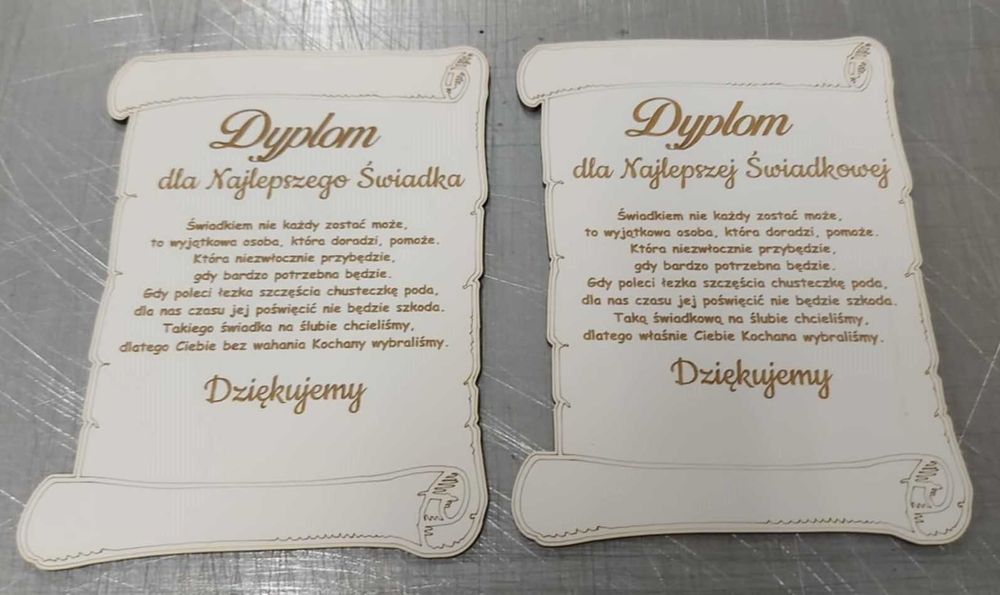 Dyplom
dla Najlepszego Świadka
Świadkiem nie każdy zostać może,
to wyjątkowa osoba, która doradzi, pomoże.
Która niezwłocznie przybędzie,
gdy bardzo potrzebna będzie.
Gdy poleci łezka szczęścia chusteczkę poda,
dla nas czasu jej poświęcić nie będzie szkoda.
Takiego świadka na ślubie chcieliśmy,
dlatego Ciebie bez wahania Kochany wybraliśmy.
Dziękujemy
Dyplom
dla Najlepszej Świadkowej
Świadkiem nie każdy zostać może,
to wyjątkowa osoba, która doradzi, pomoże.
Która niezwłocznie przybędzie,
gdy bardzo potrzebna będzie.
Gdy poleci łezka szczęścia chusteczkę poda,
dla nas czasu jej poświęcić nie będzie szkoda.
Taką świadkową na ślubie chcieliśmy,
dlatego właśnie Ciebie Kochana wybraliśmy.
Dziękujemy